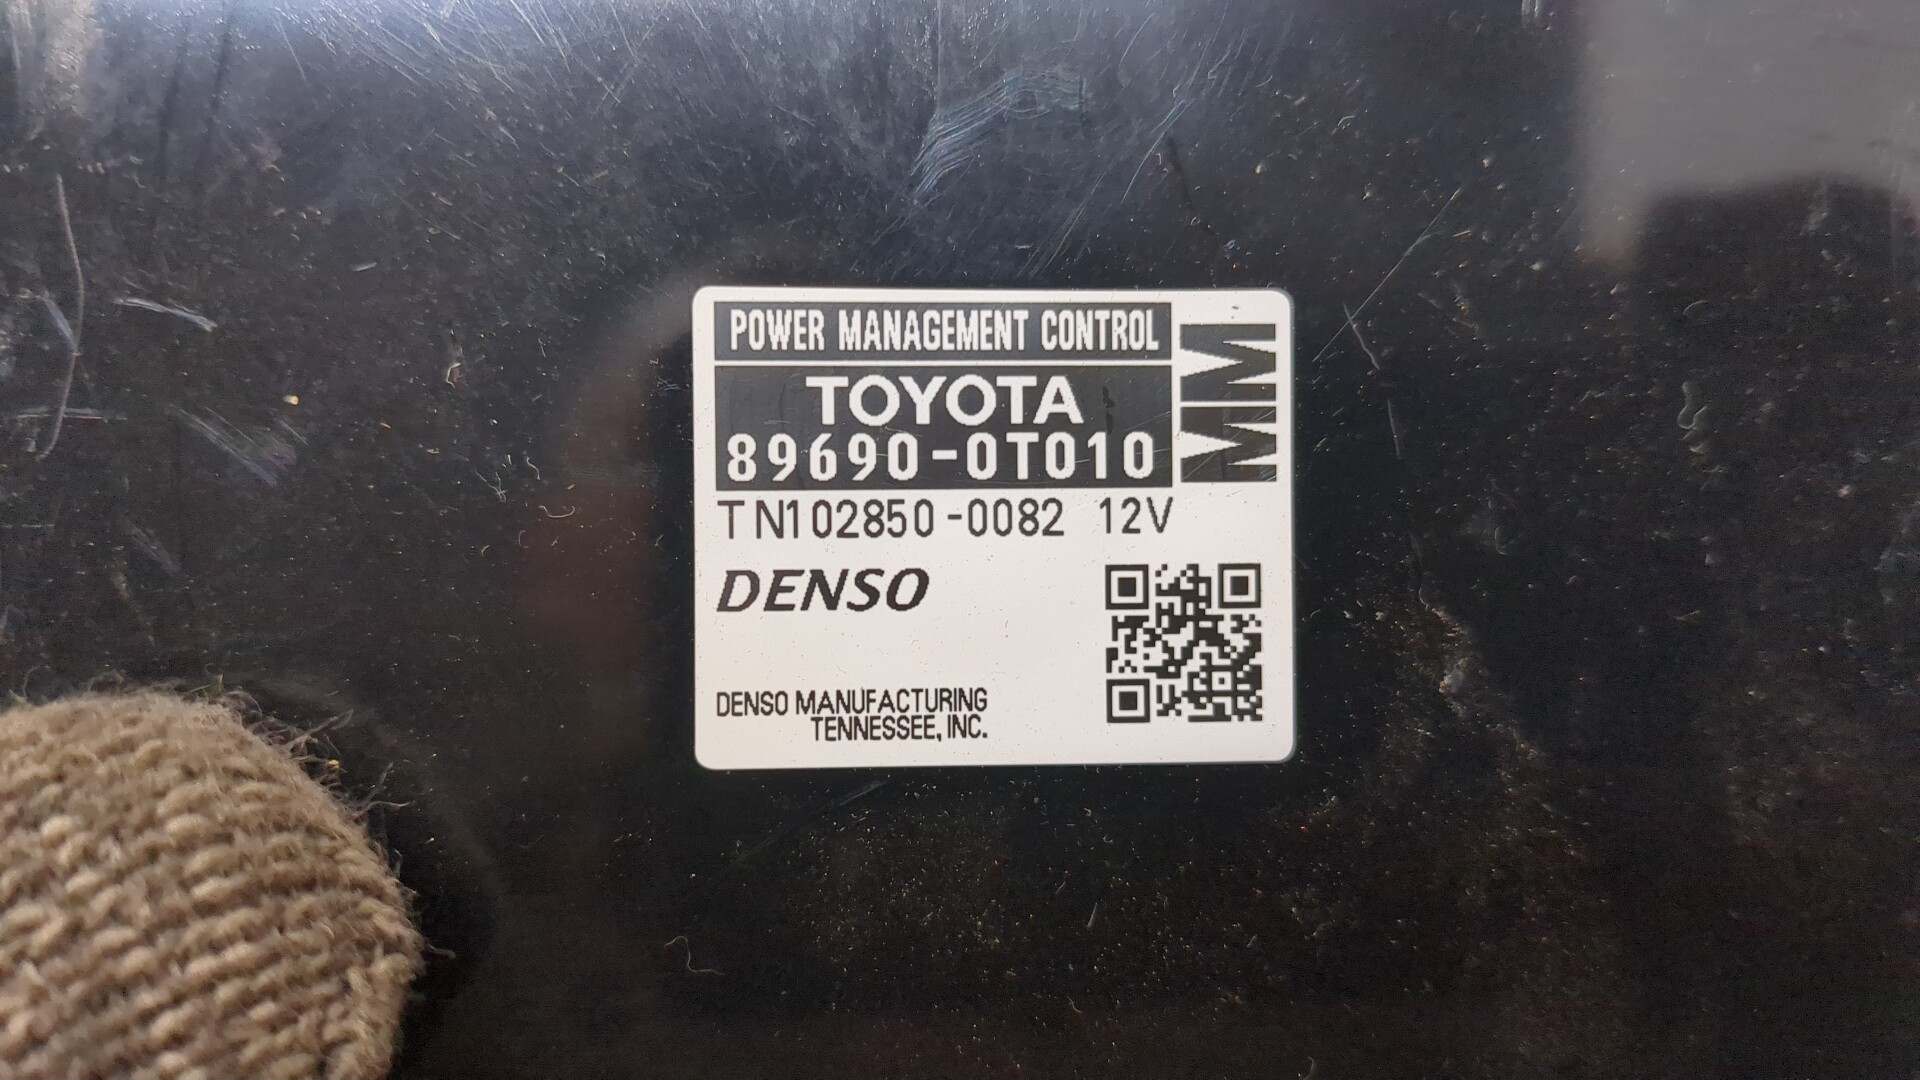 POWER MANAGEMENT CONTROL
MM
TOYOTA
89690-0T010
TN102850-0082 12V
DENSO
DENSO MANUFACTURING
TENNESSEE, INC.